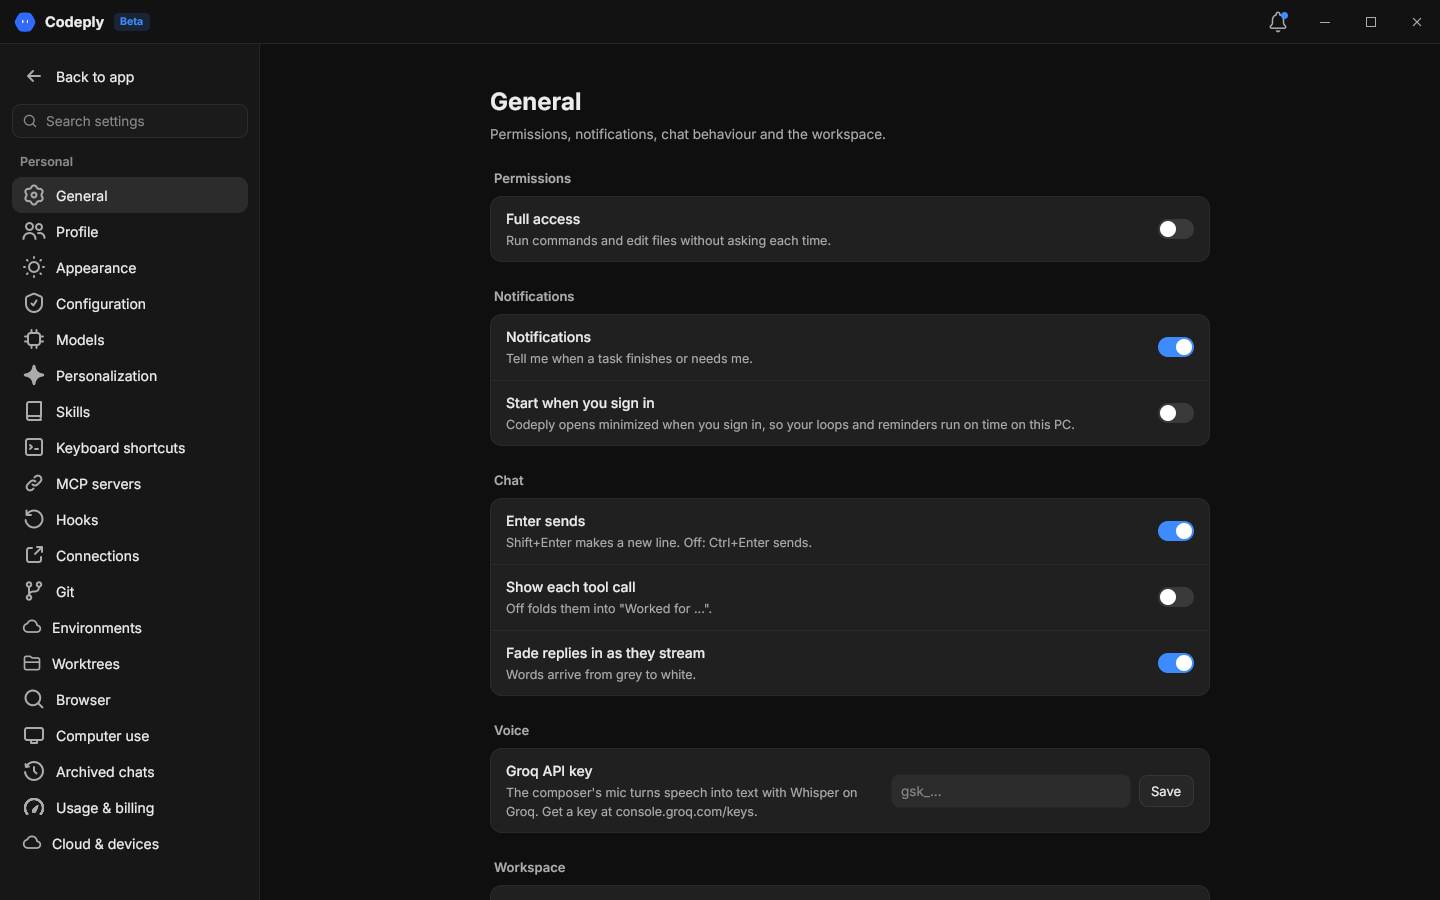 Codeply Beta
Back to app
Search settings
Personal
General
Profile
Appearance
Configuration
Models
Personalization
Skills
Keyboard shortcuts
MCP servers
Hooks
Connections
Git
Environments
Worktrees
Browser
Computer use
Archived chats
Usage & billing
Cloud & devices
General
Permissions, notifications, chat behaviour and the workspace.
Permissions
Full access
Run commands and edit files without asking each time.
Notifications
Notifications
Tell me when a task finishes or needs me.
Start when you sign in
Codeply opens minimized when you sign in, so your loops and reminders run on time on this PC.
Chat
Enter sends
Shift+Enter makes a new line. Off: Ctrl+Enter sends.
Show each tool call
Off folds them into "Worked for ...".
Fade replies in as they stream
Words arrive from grey to white.
Voice
Groq API key
The composer's mic turns speech into text with Whisper on
Groq. Get a key at console.groq.com/keys.
gsk_...
Save
Workspace